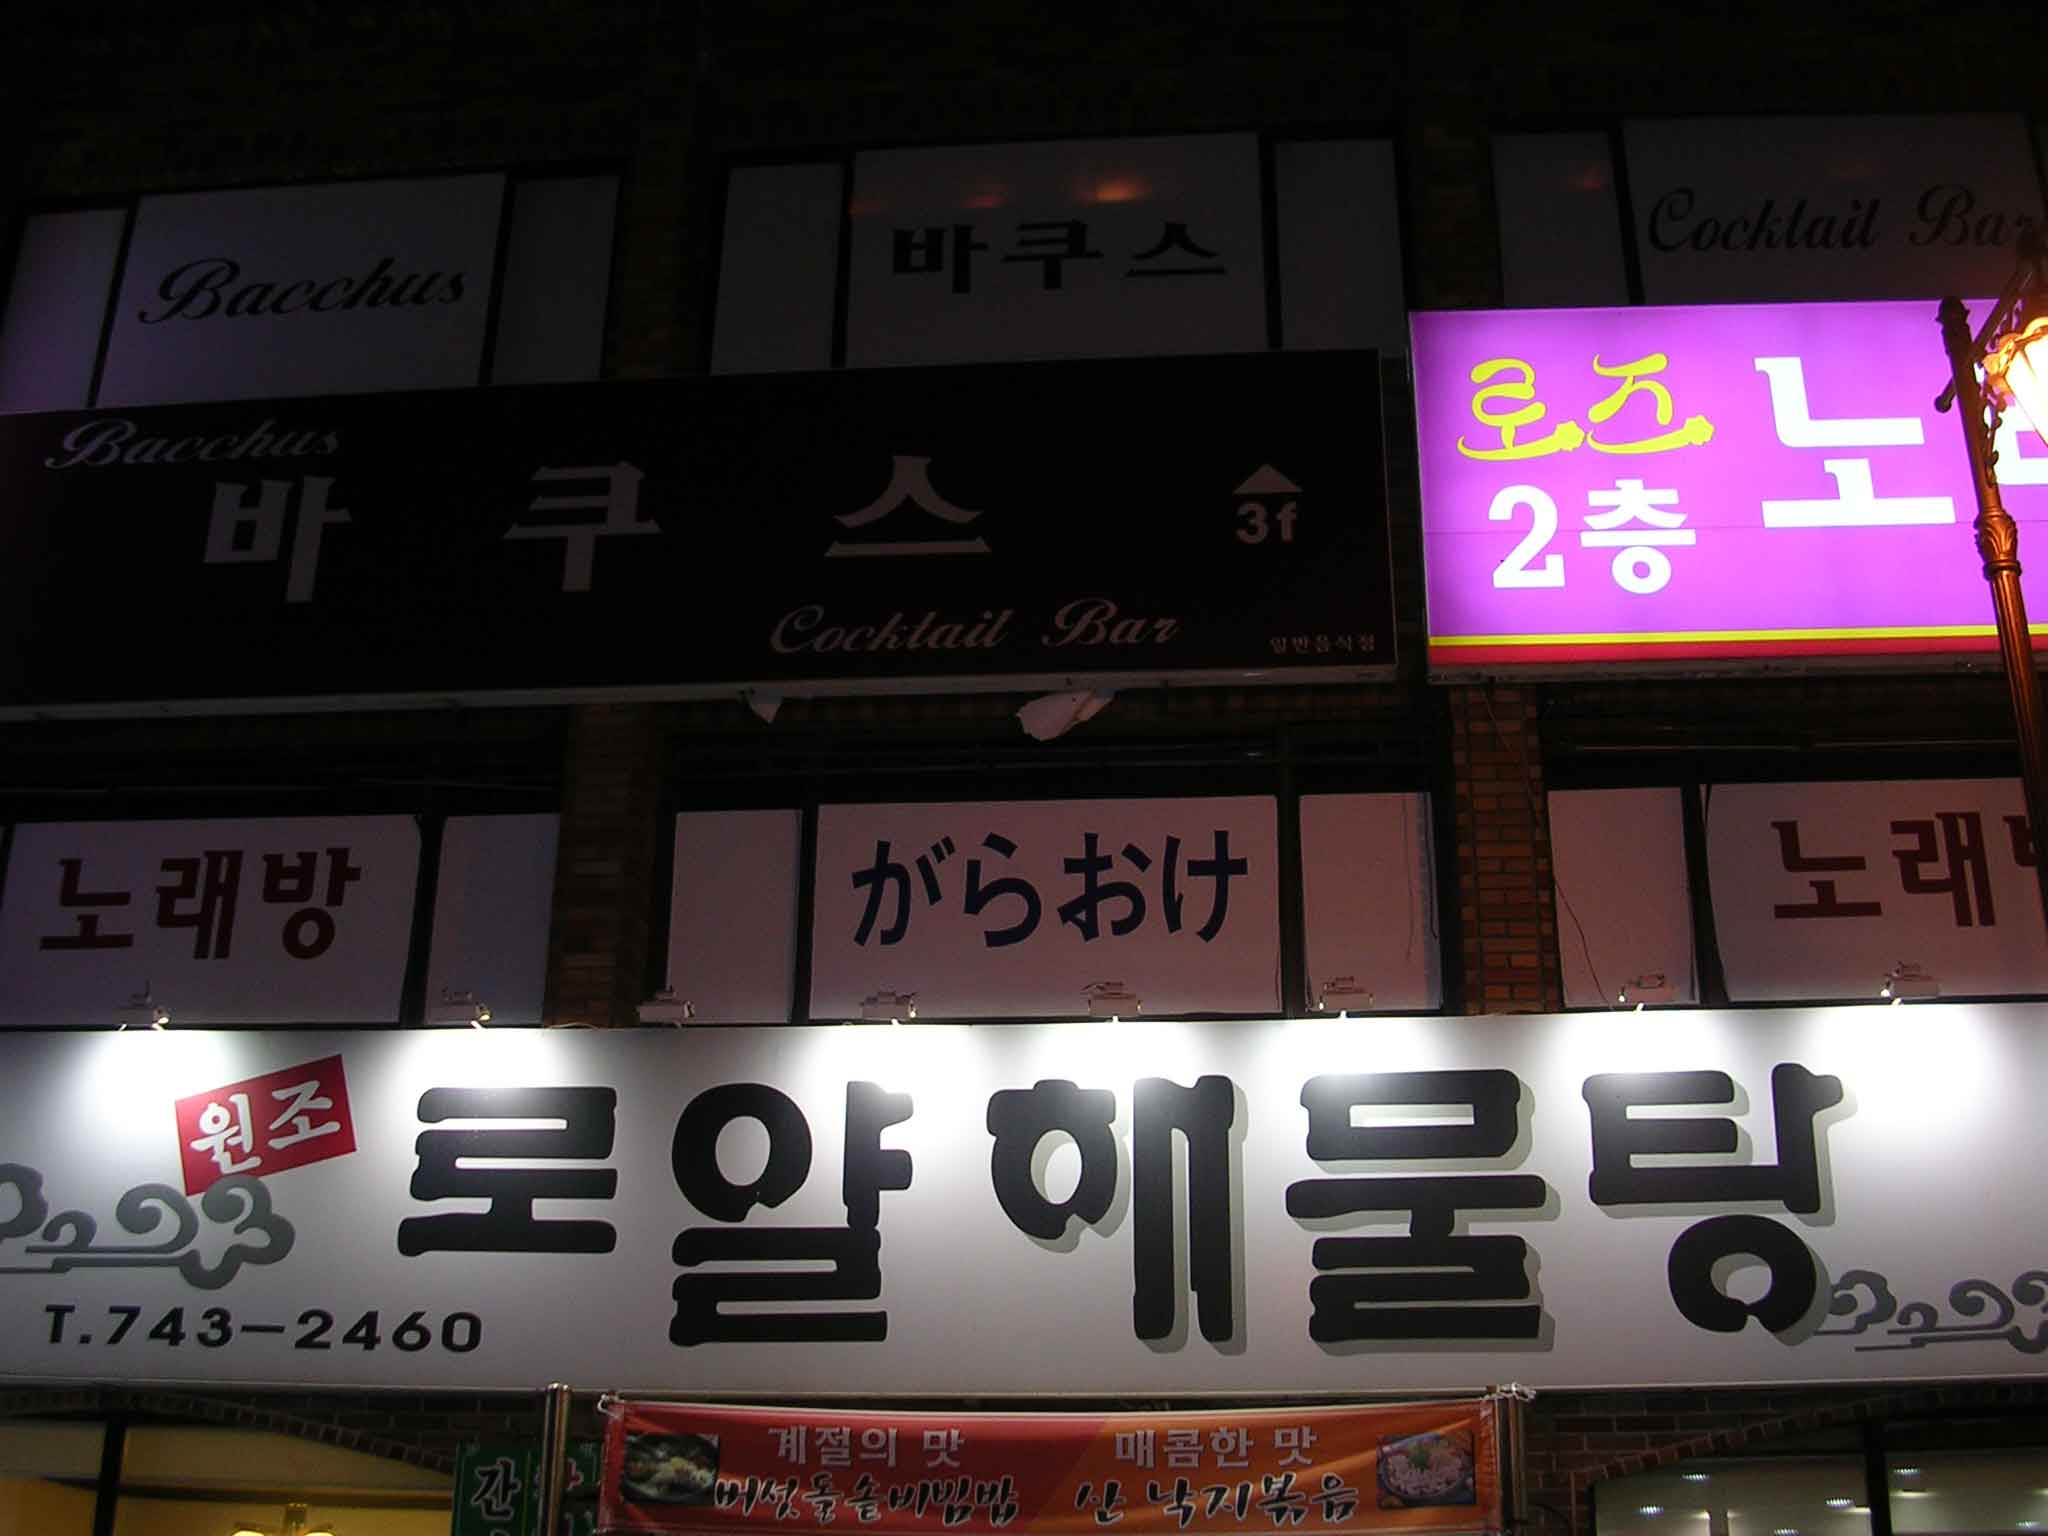 Bacchus
바쿠스
Cocktail Bar
Bacchus
바쿠스
3f
Cocktail Bar
일반음식점
로즈
2층
노
노래방
がらおけ
노래
원조
로얄해물탕
T.743-2460
계절의 맛
버섯돌솥비빔밥
매콤한 맛
산낙지볶음
간